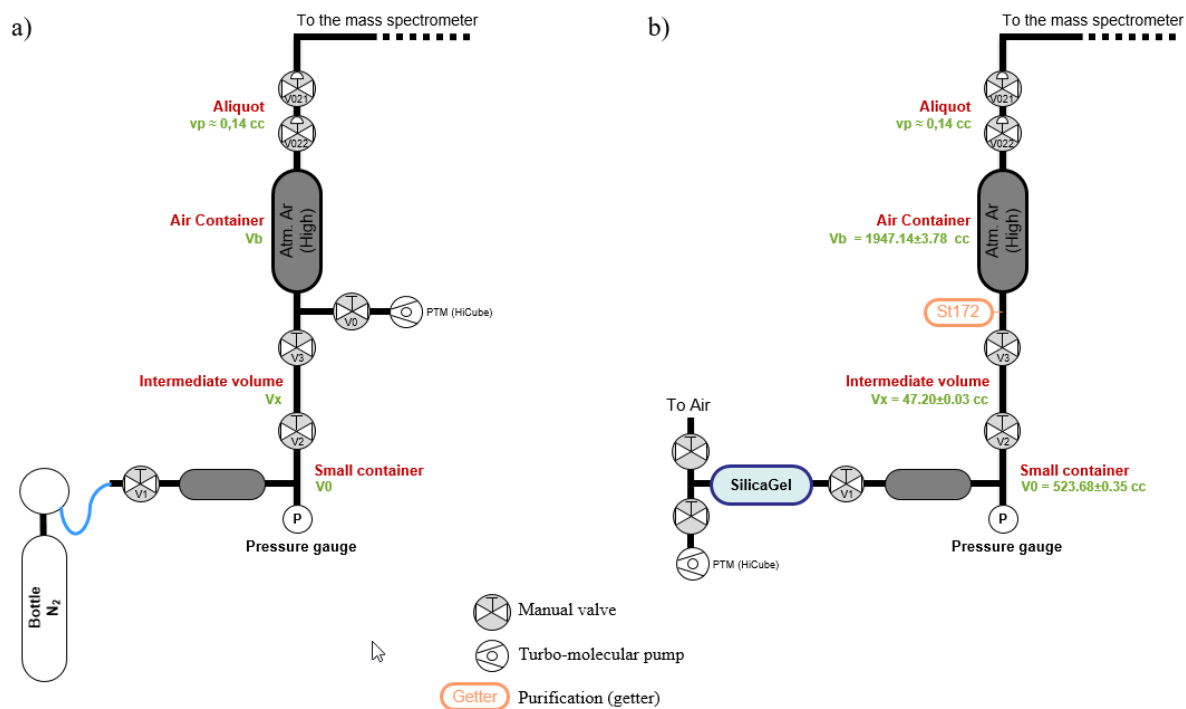 a)
To the mass spectrometer
V021
Aliquot
vp ≈ 0,14 cc
V022
Air Container
Vb
Atm. Ar
(High)
V0
PTM (HiCube)
V3
Intermediate volume
Vx
V2
Small container
V0
V1
P
Pressure gauge
Bottle
N₂
b)
To the mass spectrometer
V021
Aliquot
vp ≈ 0,14 cc
V022
Air Container
Vb = 1947.14±3.78 cc
Atm. Ar
(High)
St172
V3
Intermediate volume
Vx = 47.20±0.03 cc
To Air
V2
Small container
V0 = 523.68±0.35 cc
SilicaGel
V1
P
Pressure gauge
PTM (HiCube)
Manual valve
Turbo-molecular pump
Getter
Purification (getter)